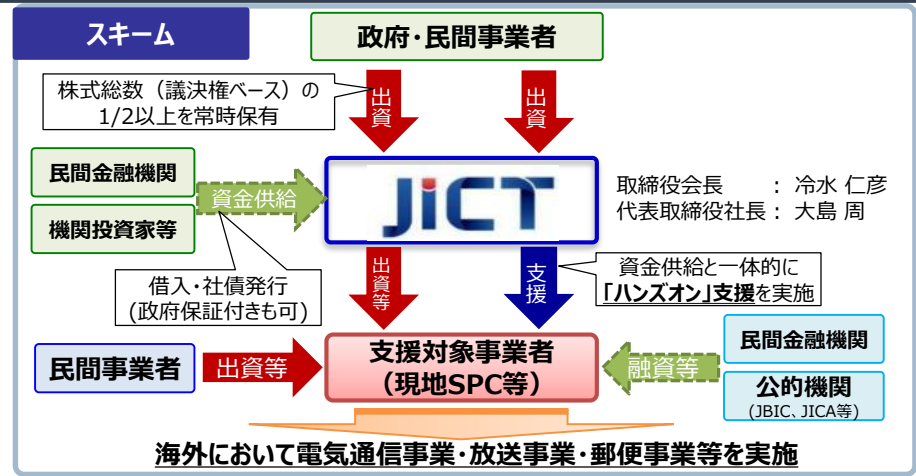 スキーム
政府・民間事業者
株式総数（議決権ベース）の
1/2以上を常時保有
出資
出資
民間金融機関
機関投資家等
資金供給
JiCT
取締役会長　　：冷水 仁彦
代表取締役社長：大島 周
借入・社債発行
(政府保証付きも可)
出資等
支援
資金供給と一体的に
「ハンズオン」支援を実施
民間事業者
出資等
支援対象事業者
（現地SPC等）
融資等
民間金融機関
公的機関
(JBIC、JICA等)
海外において電気通信事業・放送事業・郵便事業等を実施